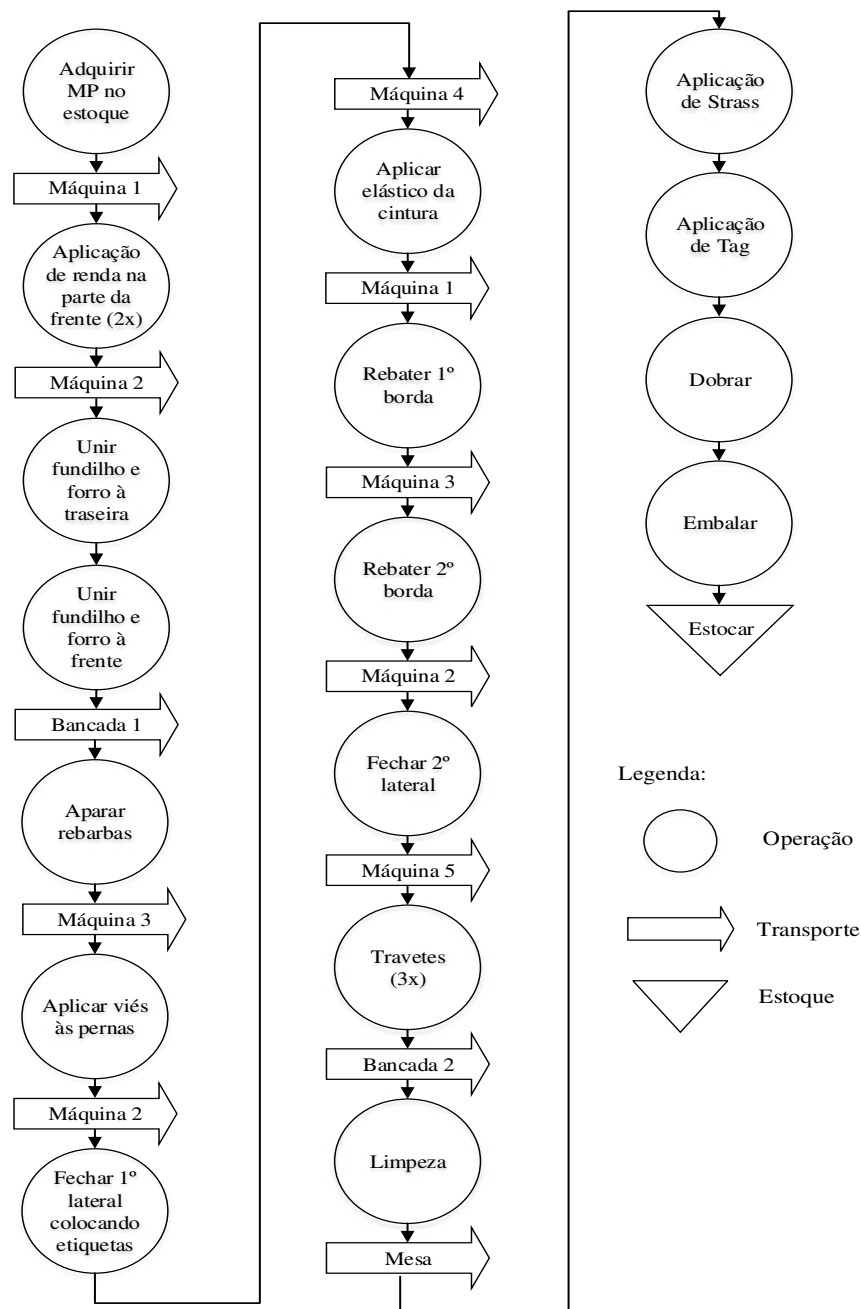 Adquirir
MP no
estoque
Máquina 1
Aplicação
de renda na
parte da
frente (2x)
Máquina 2
Unir
fundilho e
forro à
traseira
Unir
fundilho e
forro à
frente
Bancada 1
Aparar
rebarbas
Máquina 3
Aplicar viés
às pernas
Máquina 2
Fechar 1º
lateral
colocando
etiquetas
Máquina 4
Aplicar
elástico da
cintura
Máquina 1
Rebater 1º
borda
Máquina 3
Rebater 2º
borda
Máquina 2
Fechar 2º
lateral
Máquina 5
Travetes
(3x)
Bancada 2
Limpeza
Mesa
Aplicação
de Strass
Aplicação
de Tag
Dobrar
Embalar
Estocar
Legenda:
Operação
Transporte
Estoque